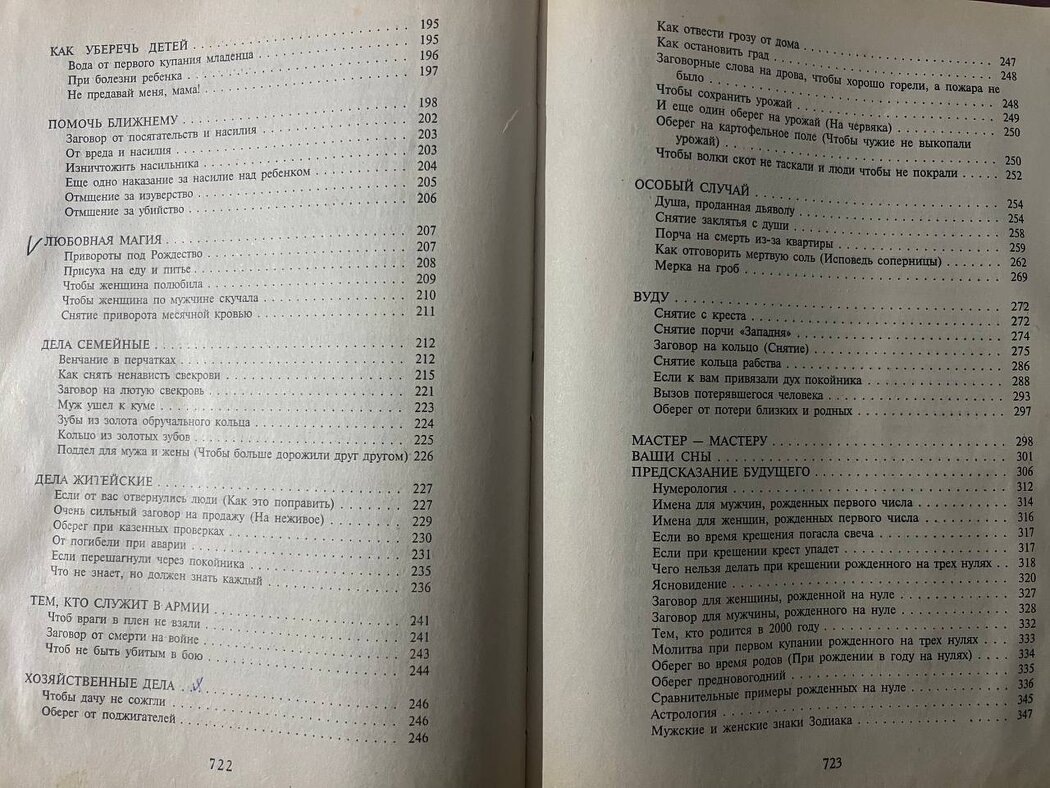 КАК УБЕРЕЧЬ ДЕТЕЙ . . . . . . . . . . 195
Вода от первого купания младенца . . . . . . . . . . 195
При болезни ребенка . . . . . . . . . . 196
Не предавай меня, мама! . . . . . . . . . . 197
ПОМОЧЬ БЛИЖНЕМУ . . . . . . . . . . 198
Заговор от посягательств и насилия . . . . . . . . . . 202
От вреда и насилия . . . . . . . . . . 203
Изничтожить насильника . . . . . . . . . . 203
Еще одно наказание за насилие над ребенком . . . . . . . . . . 204
Отмщение за изуверство . . . . . . . . . . 205
Отмщение за убийство . . . . . . . . . . 206
ЛЮБОВНАЯ МАГИЯ . . . . . . . . . . 207
Привороты под Рождество . . . . . . . . . . 207
Присуха на еду и питье . . . . . . . . . . 208
Чтобы женщина полюбила . . . . . . . . . . 209
Чтобы женщина по мужчине скучала . . . . . . . . . . 210
Снятие приворота месячной кровью . . . . . . . . . . 211
ДЕЛА СЕМЕЙНЫЕ . . . . . . . . . . 212
Венчание в перчатках . . . . . . . . . . 212
Как снять ненависть свекрови . . . . . . . . . . 215
Заговор на лютую свекровь . . . . . . . . . . 221
Муж ушел к куме . . . . . . . . . . 223
Зубы из золота обручального кольца . . . . . . . . . . 224
Кольцо из золотых зубов . . . . . . . . . . 225
Поддел для мужа и жены (Чтобы больше дорожили друг другом) 226
ДЕЛА ЖИТЕЙСКИЕ . . . . . . . . . . 227
Если от вас отвернулись люди (Как это поправить) . . . . . . . . . . 227
Очень сильный заговор на продажу (На неживое) . . . . . . . . . . 229
Оберег при казенных проверках . . . . . . . . . . 230
От погибели при аварии . . . . . . . . . . 231
Если перешагнули через покойника . . . . . . . . . . 235
Что не знает, но должен знать каждый . . . . . . . . . . 236
ТЕМ, КТО СЛУЖИТ В АРМИИ . . . . . . . . . . 241
Чтоб враги в плен не взяли . . . . . . . . . . 241
Заговор от смерти на войне . . . . . . . . . . 243
Чтоб не быть убитым в бою . . . . . . . . . . 244
ХОЗЯЙСТВЕННЫЕ ДЕЛА . . . . . . . . . . 246
Чтобы дачу не сожгли . . . . . . . . . . 246
Оберег от поджигателей . . . . . . . . . . 246
722
Как отвести грозу от дома . . . . . . . . . . 247
Как остановить град . . . . . . . . . . 248
Заговорные слова на дрова, чтобы хорошо горели, а пожара не
было . . . . . . . . . . 248
Чтобы сохранить урожай . . . . . . . . . . 249
И еще один оберег на урожай (На червяка) . . . . . . . . . . 250
Оберег на картофельное поле (Чтобы чужие не выкопали
урожай) . . . . . . . . . . 250
Чтобы волки скот не таскали и люди чтобы не покрали . . . . . 252
ОСОБЫЙ СЛУЧАЙ . . . . . . . . . . 254
Душа, проданная дьяволу . . . . . . . . . . 254
Снятие заклятья с души . . . . . . . . . . 258
Порча на смерть из-за квартиры . . . . . . . . . . 259
Как отговорить мертвую соль (Исповедь соперницы) . . . . . . . . . . 262
Мерка на гроб . . . . . . . . . . 269
ВУДУ . . . . . . . . . . 272
Снятие с креста . . . . . . . . . . 272
Снятие порчи «Западня» . . . . . . . . . . 274
Заговор на кольцо (Снятие) . . . . . . . . . . 275
Снятие кольца рабства . . . . . . . . . . 286
Если к вам привязали дух покойника . . . . . . . . . . 288
Вызов потерявшегося человека . . . . . . . . . . 293
Оберег от потери близких и родных . . . . . . . . . . 297
МАСТЕР — МАСТЕРУ . . . . . . . . . . 298
ВАШИ СНЫ . . . . . . . . . . 301
ПРЕДСКАЗАНИЕ БУДУЩЕГО . . . . . . . . . . 306
Нумерология . . . . . . . . . . 312
Имена для мужчин, рожденных первого числа . . . . . . . . . . 314
Имена для женщин, рожденных первого числа . . . . . . . . . . 316
Если во время крещения погасла свеча . . . . . . . . . . 317
Если при крещении крест упадет . . . . . . . . . . 317
Чего нельзя делать при крещении рожденного на трех нулях . . 318
Ясновидение . . . . . . . . . . 320
Заговор для женщины, рожденной на нуле . . . . . . . . . . 327
Заговор для мужчины, рожденного на нуле . . . . . . . . . . 328
Тем, кто родится в 2000 году . . . . . . . . . . 332
Молитва при первом купании рожденного на трех нулях . . . 333
Оберег во время родов (При рождении в году на нулях) . . . . 334
Оберег предновогодний . . . . . . . . . . 335
Сравнительные примеры рожденных на нуле . . . . . . . . . . 336
Астрология . . . . . . . . . . 345
Мужские и женские знаки Зодиака . . . . . . . . . . 347
723